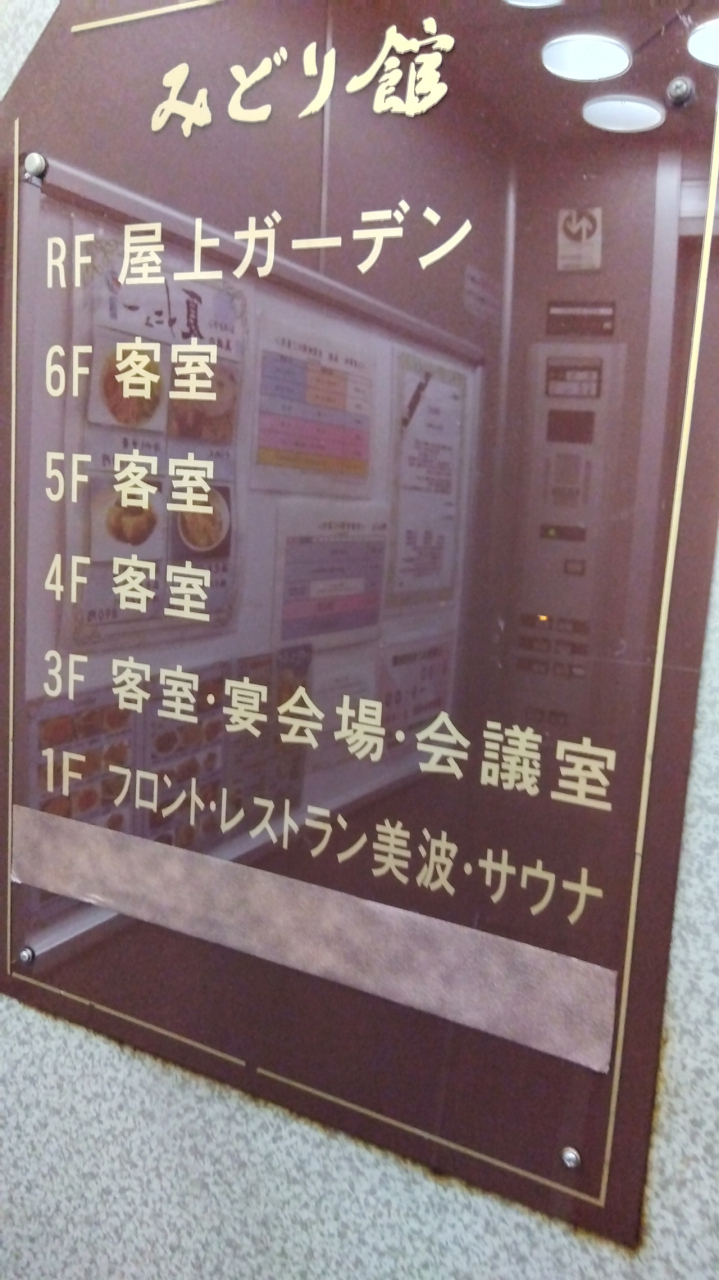 みどり館
RF 屋上ガーデン
6F 客室
5F 客室
4F 客室
3F 客室・宴会場・会議室
1F フロント・レストラン美波・サウナ